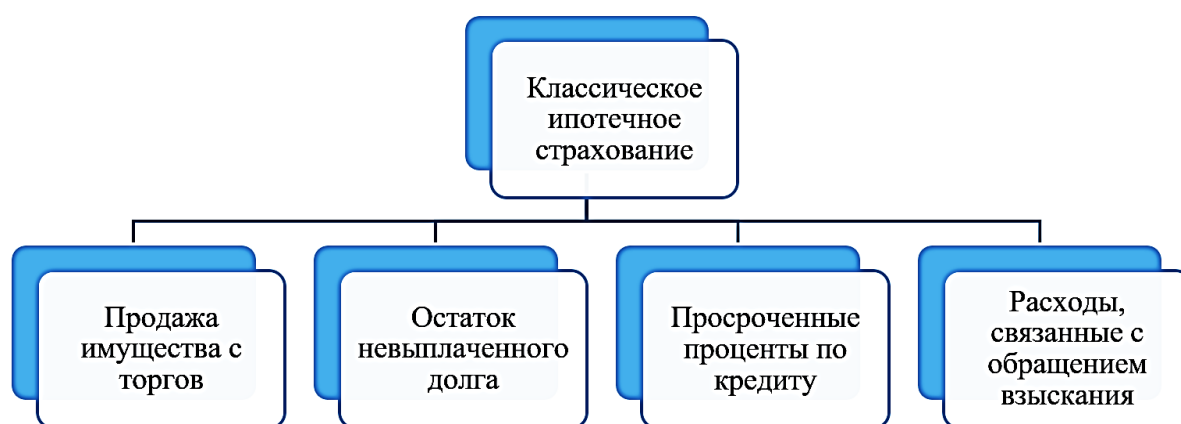 Классическое
ипотечное
страхование
Продажа
имущества с
торгов
Остаток
невыплаченного
долга
Просроченные
проценты по
кредиту
Расходы,
связанные с
обращением
взыскания